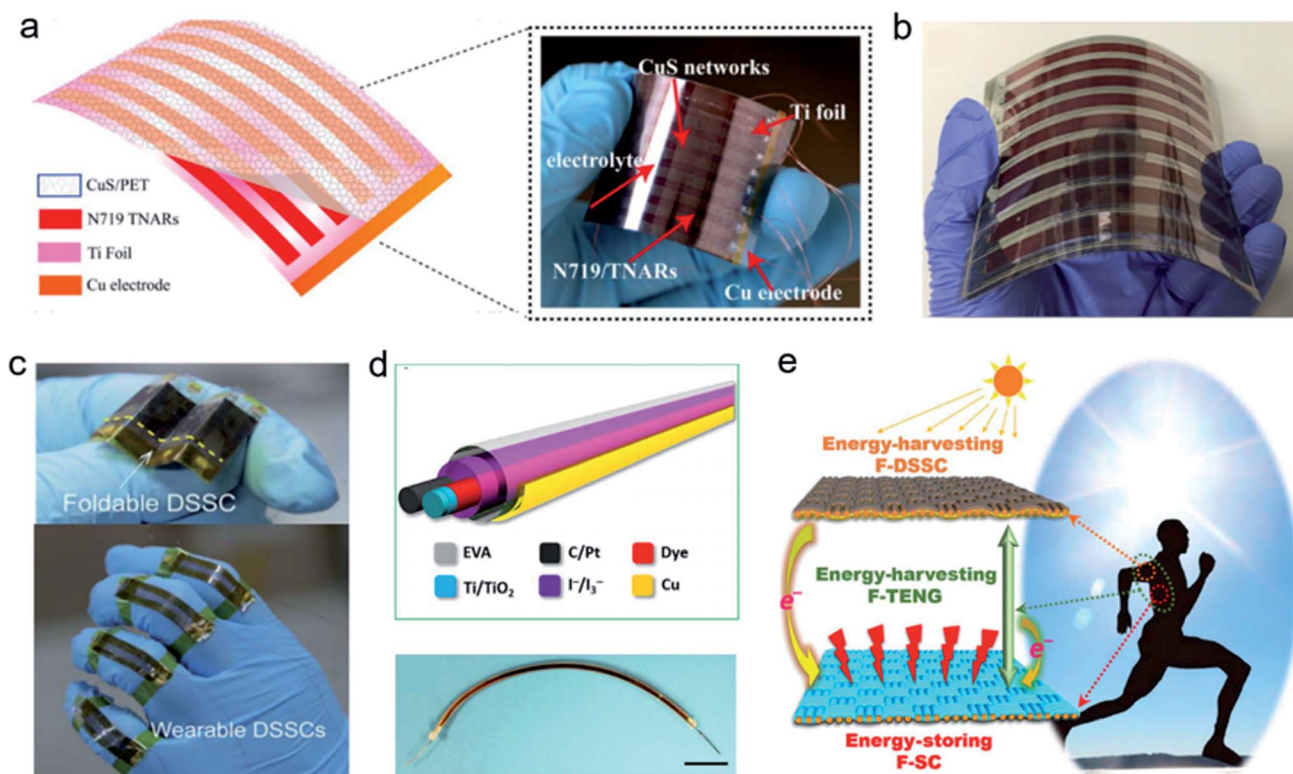 a
CuS/PET
N719 TNARs
Ti Foil
Cu electrode
CuS networks
Ti foil
electrolyte
N719/TNARs
Cu electrode
b
c
Foldable DSSC
Wearable DSSCs
d
EVA
C/Pt
Dye
Ti/TiO₂
I⁻/I₃⁻
Cu
e
Energy-harvesting
F-DSSC
Energy-harvesting
F-TENG
e⁻
e⁻
Energy-storing
F-SC